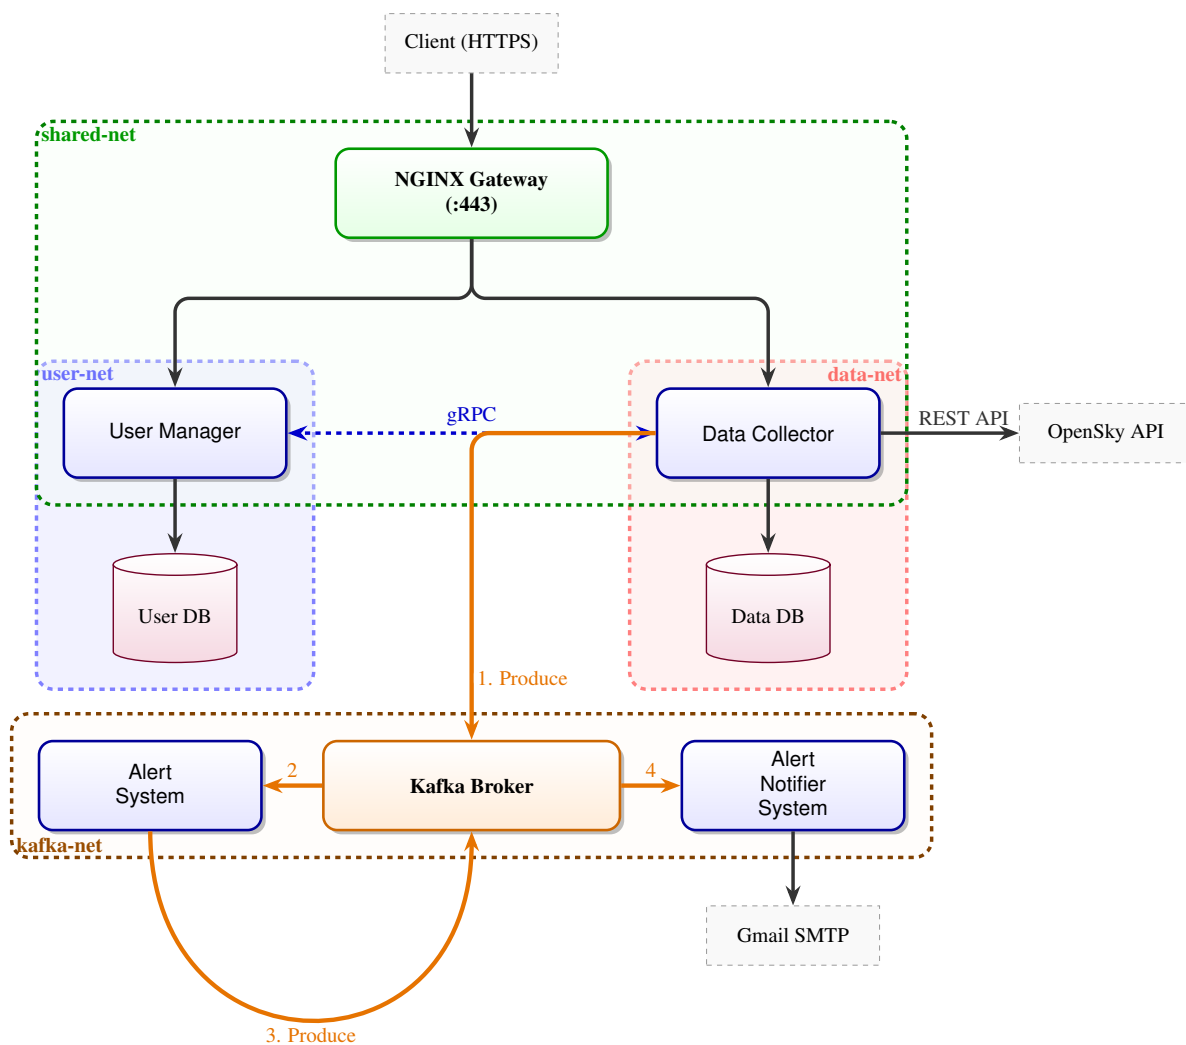 Client (HTTPS)
shared-net
NGINX Gateway
(:443)
user-net
data-net
User Manager
gRPC
Data Collector
REST API
OpenSky API
User DB
Data DB
1. Produce
Alert
System
2
Kafka Broker
4
Alert
Notifier
System
kafka-net
Gmail SMTP
3. Produce